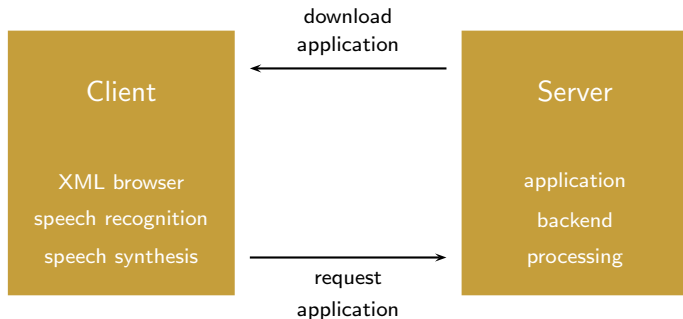 download
application
Client
Server
XML browser
speech recognition
speech synthesis
application
backend
processing
request
application